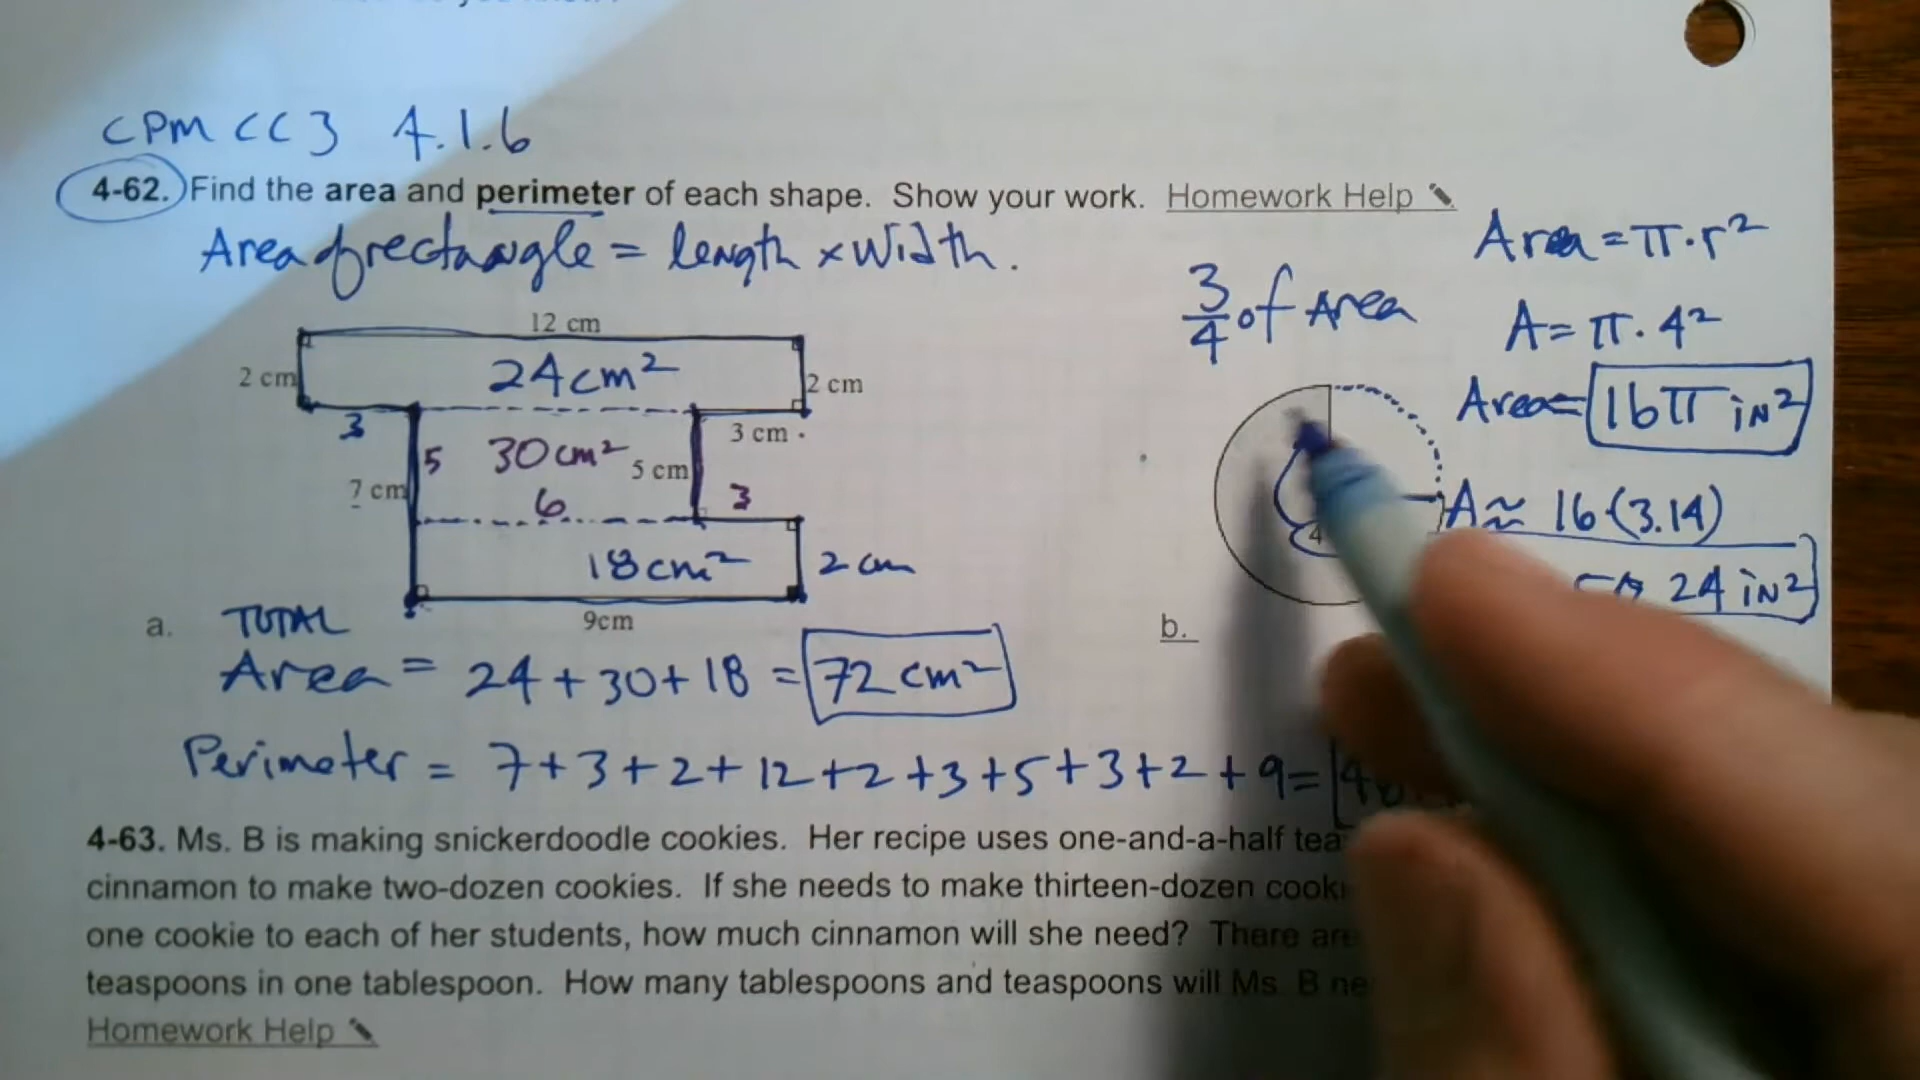 CPM CC3 4.1.6
4-62. Find the area and perimeter of each shape. Show your work. Homework Help ✎
Area of rectangle = length × width.
12 cm
2 cm
24 cm²
2 cm
3
3 cm
5
30 cm²
5 cm
7 cm
6
3
18 cm²
2 cm
9cm
a.
TOTAL
Area = 24 + 30 + 18 = 72 cm²
Perimeter = 7 + 3 + 2 + 12 + 2 + 3 + 5 + 3 + 2 + 9 =
Area = π · r²
3/4 of Area
A = π · 4²
Area = 16π in²
A ≈ 16 (3.14)
24 in²
4
b.
4-63. Ms. B is making snickerdoodle cookies. Her recipe uses one-and-a-half
cinnamon to make two-dozen cookies. If she needs to make thirteen-dozen
one cookie to each of her students, how much cinnamon will she need? There are
teaspoons in one tablespoon. How many tablespoons and teaspoons will Ms. B
Homework Help ✎